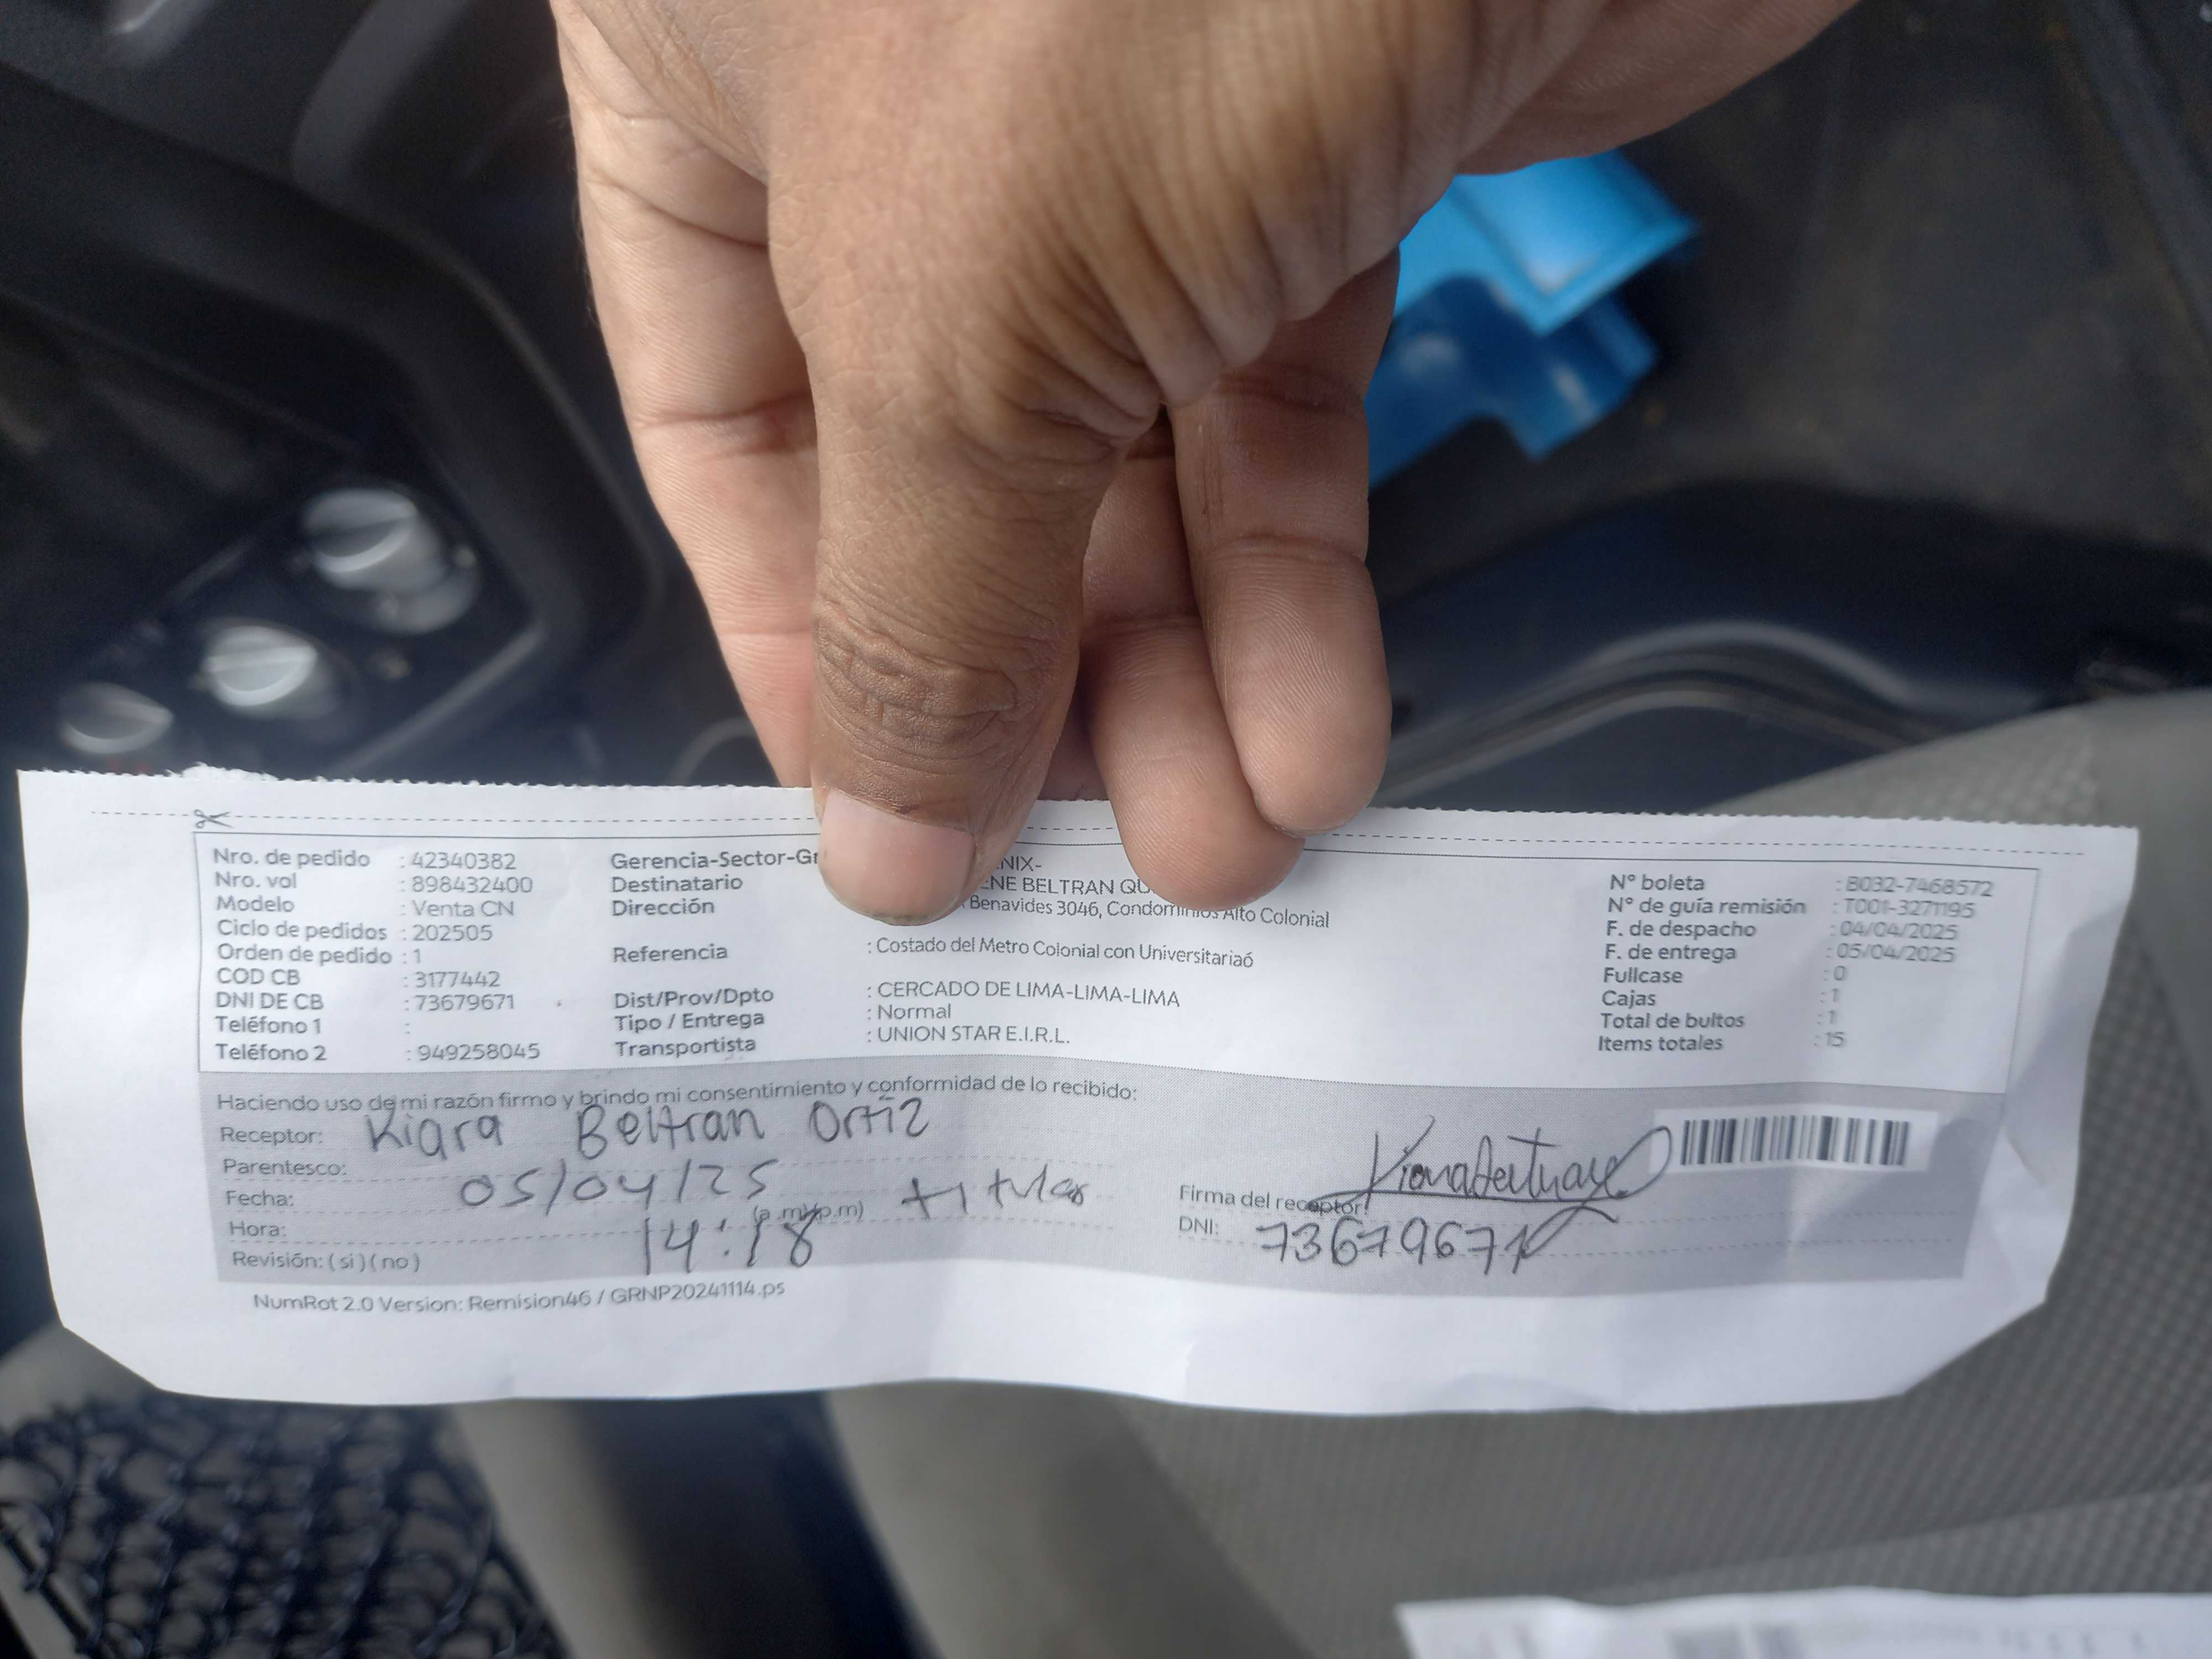 Nro. de pedido : 42340382
Nro. vol : 898432400
Modelo : Venta CN
Ciclo de pedidos : 202505
Orden de pedido : 1
COD CB : 3177442
DNI DE CB : 73679671
Teléfono 1 :
Teléfono 2 : 949258045
Gerencia-Sector-Gr NIX-
Destinatario ENE BELTRAN QU
Dirección Benavides 3046, Condominios Alto Colonial
Referencia : Costado del Metro Colonial con Universitariaó
Dist/Prov/Dpto : CERCADO DE LIMA-LIMA-LIMA
Tipo / Entrega : Normal
Transportista : UNION STAR E.I.R.L.
N° boleta : B032-7468572
N° de guía remisión : T001-3271195
F. de despacho : 04/04/2025
F. de entrega : 05/04/2025
Fullcase : 0
Cajas : 1
Total de bultos : 1
Items totales : 15
Haciendo uso de mi razón firmo y brindo mi consentimiento y conformidad de lo recibido:
Receptor: Kiara Beltran Ortiz
Parentesco:
Fecha: 05/04/25
Hora: 14:18 (a.m/p.m)
Revisión: ( si ) ( no )
Firma del receptor:
DNI: 73679671
NumRot 2.0 Version: Remision46 / GRNP20241114.ps